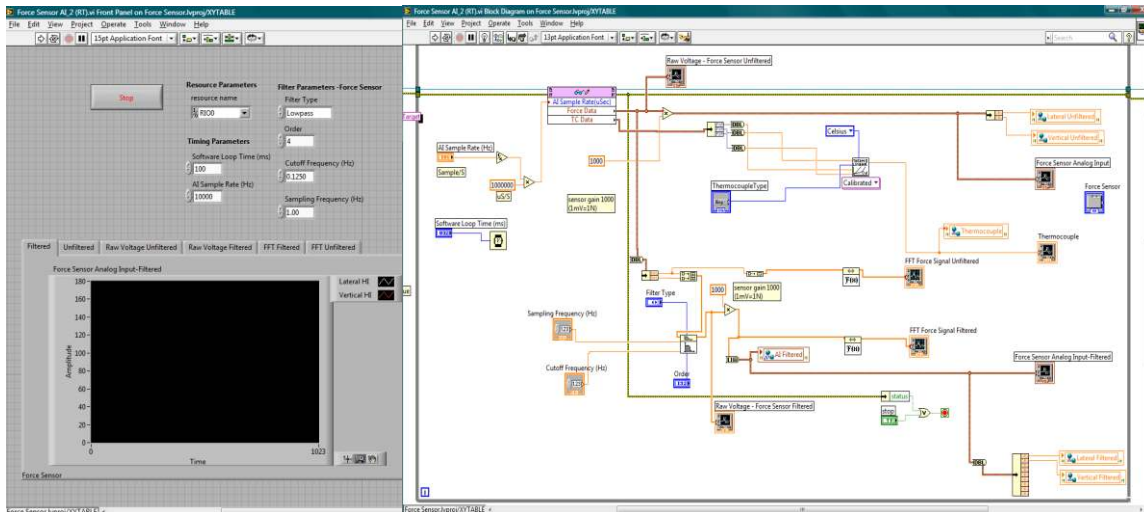 Force Sensor AI_2 (RT).vi Front Panel on Force Sensor.lvproj/XYTABLE
File Edit View Project Operate Tools Window Help
15pt Application Font
Stop
Resource Parameters
resource name
RIO0
Timing Parameters
Software Loop Time (ms)
100
AI Sample Rate (Hz)
10000
Filter Parameters -Force Sensor
Filter Type
Lowpass
Order
4
Cutoff Frequency (Hz)
0.1250
Sampling Frequency (Hz)
1.00
Filtered Unfiltered Raw Voltage Unfiltered Raw Voltage Filtered FFT Filtered FFT Unfiltered
Force Sensor Analog Input-Filtered
Lateral HI
Vertical HI
180
160
140
120
100
80
60
40
20
0
Amplitude
0 1023
Time
Force Sensor
Force Sensor.lvproj/XYTABLE
Force Sensor AI_2 (RT).vi Block Diagram on Force Sensor.lvproj/XYTABLE
File Edit View Project Operate Tools Window Help
13pt Application Font
Search
Raw Voltage - Force Sensor Unfiltered
AI Sample Rate(uSec)
Force Data
TC Data
Target
Lateral Unfiltered
Vertical Unfiltered
Celsius
AI Sample Rate (Hz)
Sample/S
1000
1000000
uS/S
Calibrated
Force Sensor Analog Input
Force Sensor
ThermocoupleType
sensor gain 1000
(1mV=1N)
Software Loop Time (ms)
Thermocouple
Thermocouple
FFT Force Signal Unfiltered
Filter Type
1000
sensor gain 1000
(1mV=1N)
Sampling Frequency (Hz)
FFT Force Signal Filtered
AI Filtered
Force Sensor Analog Input-Filtered
Cutoff Frequency (Hz)
Order
Raw Voltage - Force Sensor Filtered
status
stop
Lateral Filtered
Vertical Filtered
Force Sensor.lvproj/XYTABLE